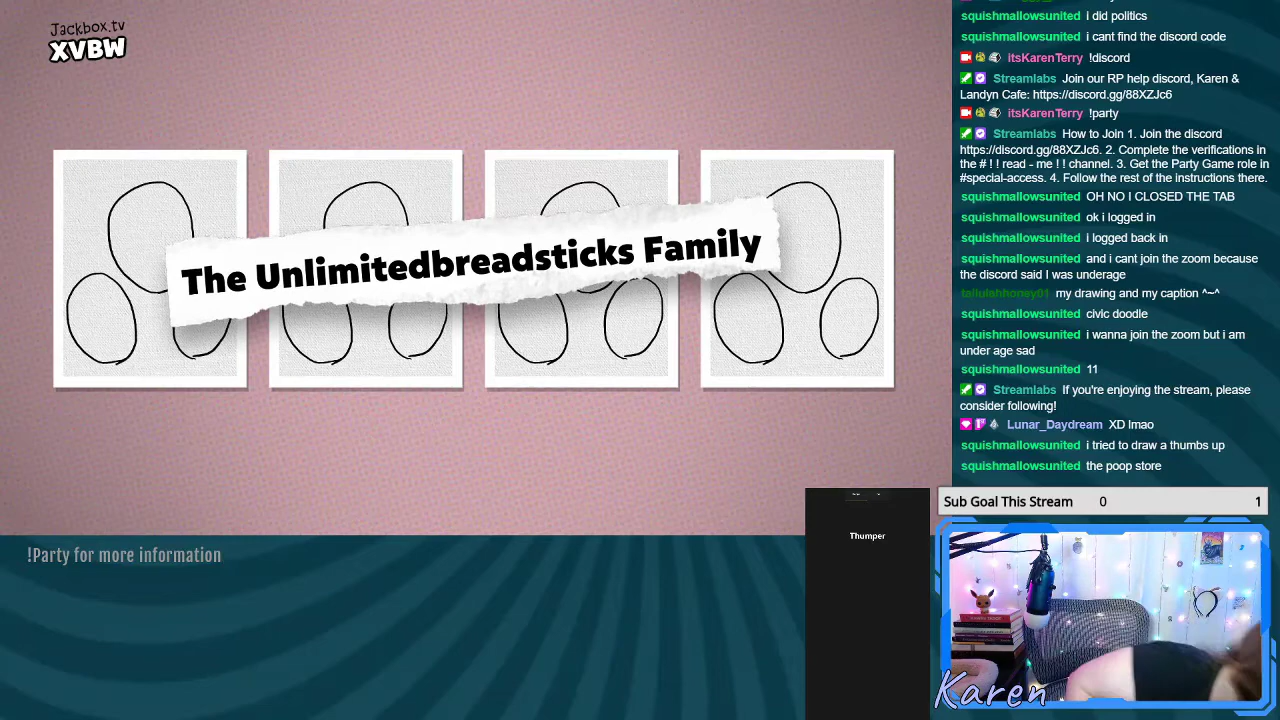 Jackbox.tv
XVBW
The Unlimitedbreadsticks Family
!Party for more information
Thumper
squishmallowsunited i did politics
squishmallowsunited i cant find the discord code
itsKarenTerry !discord
Streamlabs Join our RP help discord, Karen &
Landyn Cafe: https://discord.gg/88XZJc6
itsKarenTerry !party
Streamlabs How to Join 1. Join the discord
https://discord.gg/88XZJc6. 2. Complete the verifications in
the # ! ! read - me ! ! channel. 3. Get the Party Game role in
#special-access. 4. Follow the rest of the instructions there.
squishmallowsunited OH NO I CLOSED THE TAB
squishmallowsunited ok i logged in
squishmallowsunited i logged back in
squishmallowsunited and i cant join the zoom because
the discord said I was underage
tallulahhoney01 my drawing and my caption ^~^
squishmallowsunited civic doodle
squishmallowsunited i wanna join the zoom but i am
under age sad
squishmallowsunited 11
Streamlabs If you're enjoying the stream, please
consider following!
Lunar_Daydream XD lmao
squishmallowsunited i tried to draw a thumbs up
squishmallowsunited the poop store
Sub Goal This Stream 0 1
Karen